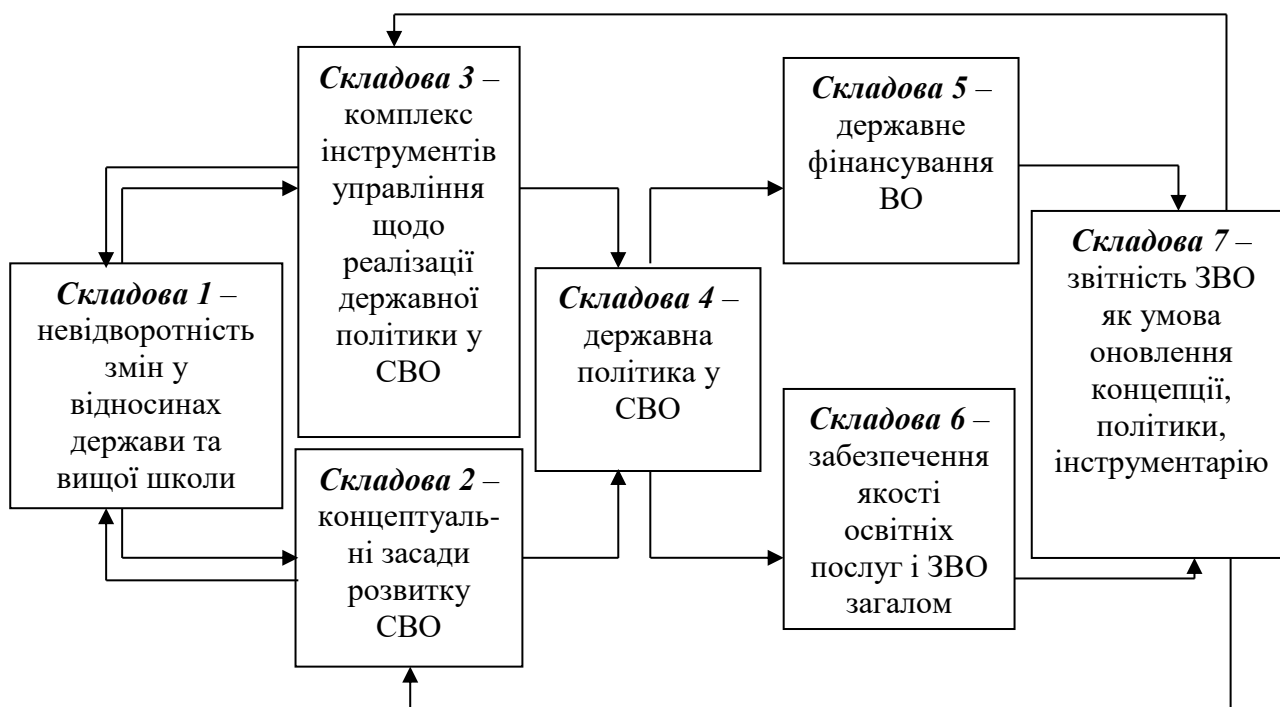 Складова 1 –
невідворотність
змін у
відносинах
держави та
вищої школи
Складова 3 –
комплекс
інструментів
управління
щодо
реалізації
державної
політики у
СВО
Складова 2 –
концептуаль-
ні засади
розвитку
СВО
Складова 4 –
державна
політика у
СВО
Складова 5 –
державне
фінансування
ВО
Складова 6 –
забезпечення
якості
освітніх
послуг і ЗВО
загалом
Складова 7 –
звітність ЗВО
як умова
оновлення
концепції,
політики,
інструментарію